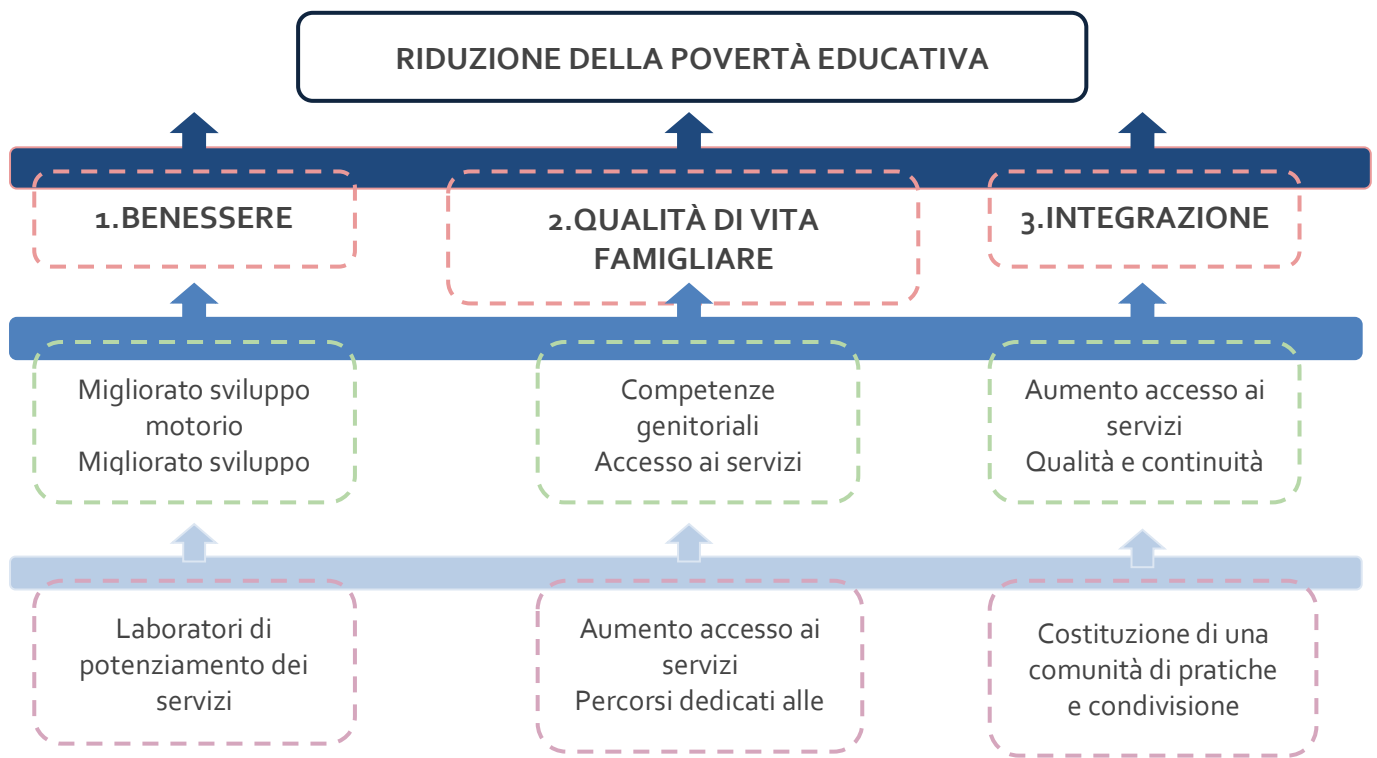 RIDUZIONE DELLA POVERTÀ EDUCATIVA
1.BENESSERE
2.QUALITÀ DI VITA
FAMIGLIARE
3.INTEGRAZIONE
Migliorato sviluppo
motorio
Migliorato sviluppo
Competenze
genitoriali
Accesso ai servizi
Aumento accesso ai
servizi
Qualità e continuità
Laboratori di
potenziamento dei
servizi
Aumento accesso ai
servizi
Percorsi dedicati alle
Costituzione di una
comunità di pratiche
e condivisione